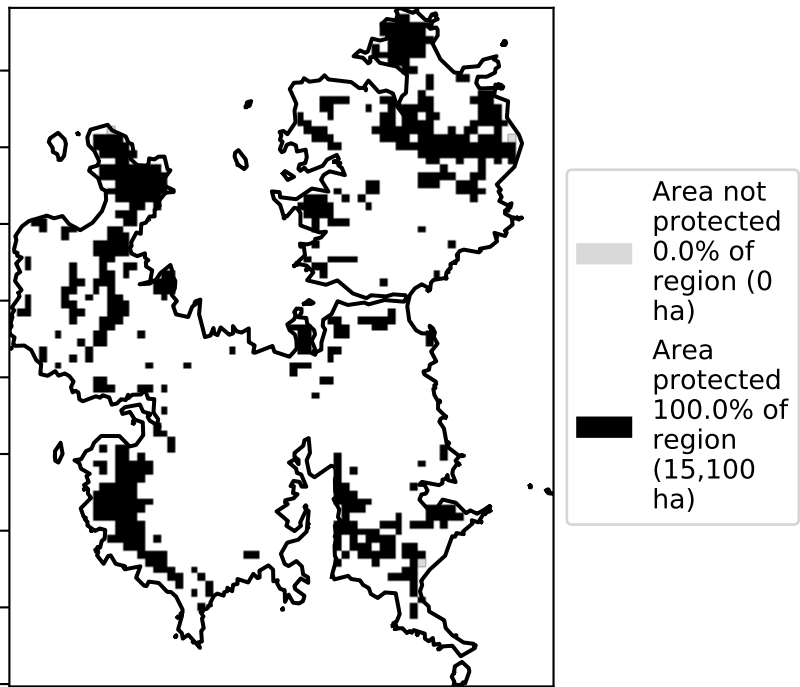 Area not
protected
0.0% of
region (0
ha)
Area
protected
100.0% of
region
(15,100
ha)